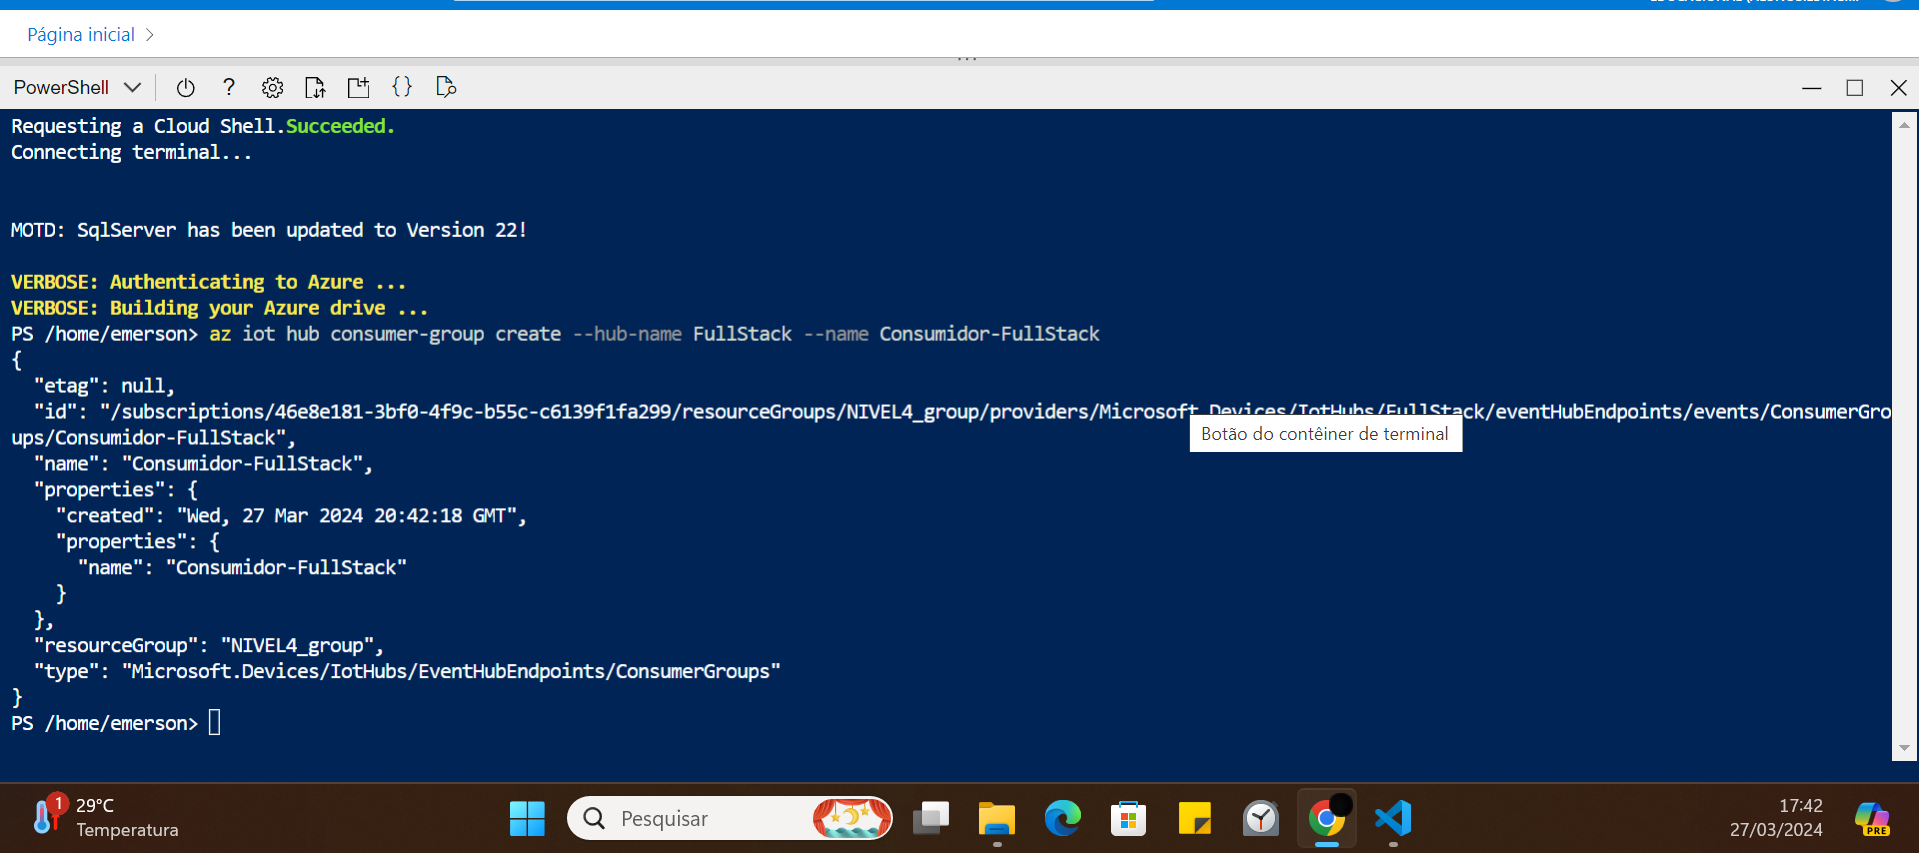 Página inicial
PowerShell
Requesting a Cloud Shell.Succeeded.
Connecting terminal...
MOTD: SqlServer has been updated to Version 22!
VERBOSE: Authenticating to Azure ...
VERBOSE: Building your Azure drive ...
PS /home/emerson> az iot hub consumer-group create --hub-name FullStack --name Consumidor-FullStack
{
"etag": null,
"id": "/subscriptions/46e8e181-3bf0-4f9c-b55c-c6139f1fa299/resourceGroups/NIVEL4_group/providers/Microsoft.Devices/IotHubs/FullStack/eventHubEndpoints/events/ConsumerGro
ups/Consumidor-FullStack",
Botão do contêiner de terminal
"name": "Consumidor-FullStack",
"properties": {
"created": "Wed, 27 Mar 2024 20:42:18 GMT",
"properties": {
"name": "Consumidor-FullStack"
}
},
"resourceGroup": "NIVEL4_group",
"type": "Microsoft.Devices/IotHubs/EventHubEndpoints/ConsumerGroups"
}
PS /home/emerson>
1
29°C
Temperatura
Pesquisar
17:42
27/03/2024
PRE